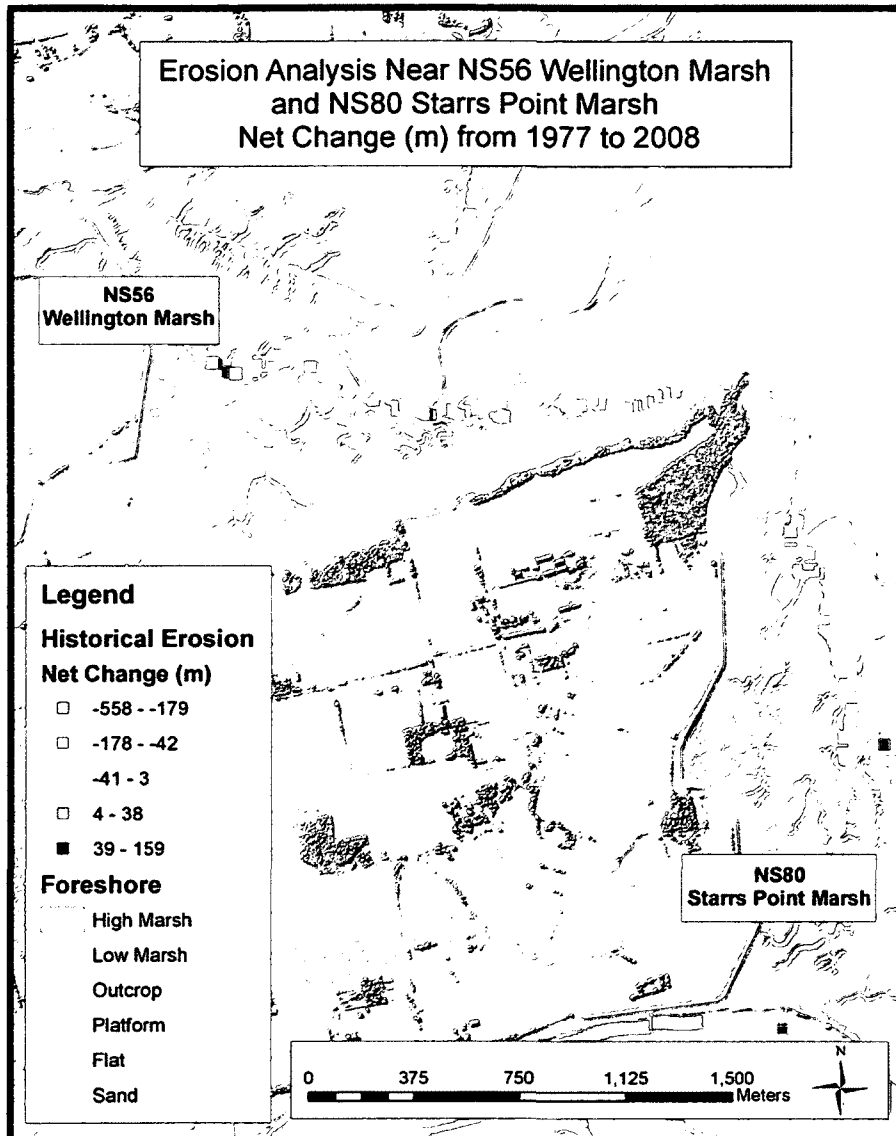 Erosion Analysis Near NS56 Wellington Marsh
and NS80 Starrs Point Marsh
Net Change (m) from 1977 to 2008
NS56
Wellington Marsh
Legend
Historical Erosion
Net Change (m)
-558 - -179
-178 - -42
-41 - 3
4 - 38
39 - 159
Foreshore
High Marsh
Low Marsh
Outcrop
Platform
Flat
Sand
NS80
Starrs Point Marsh
N
0 375 750 1,125 1,500
Meters